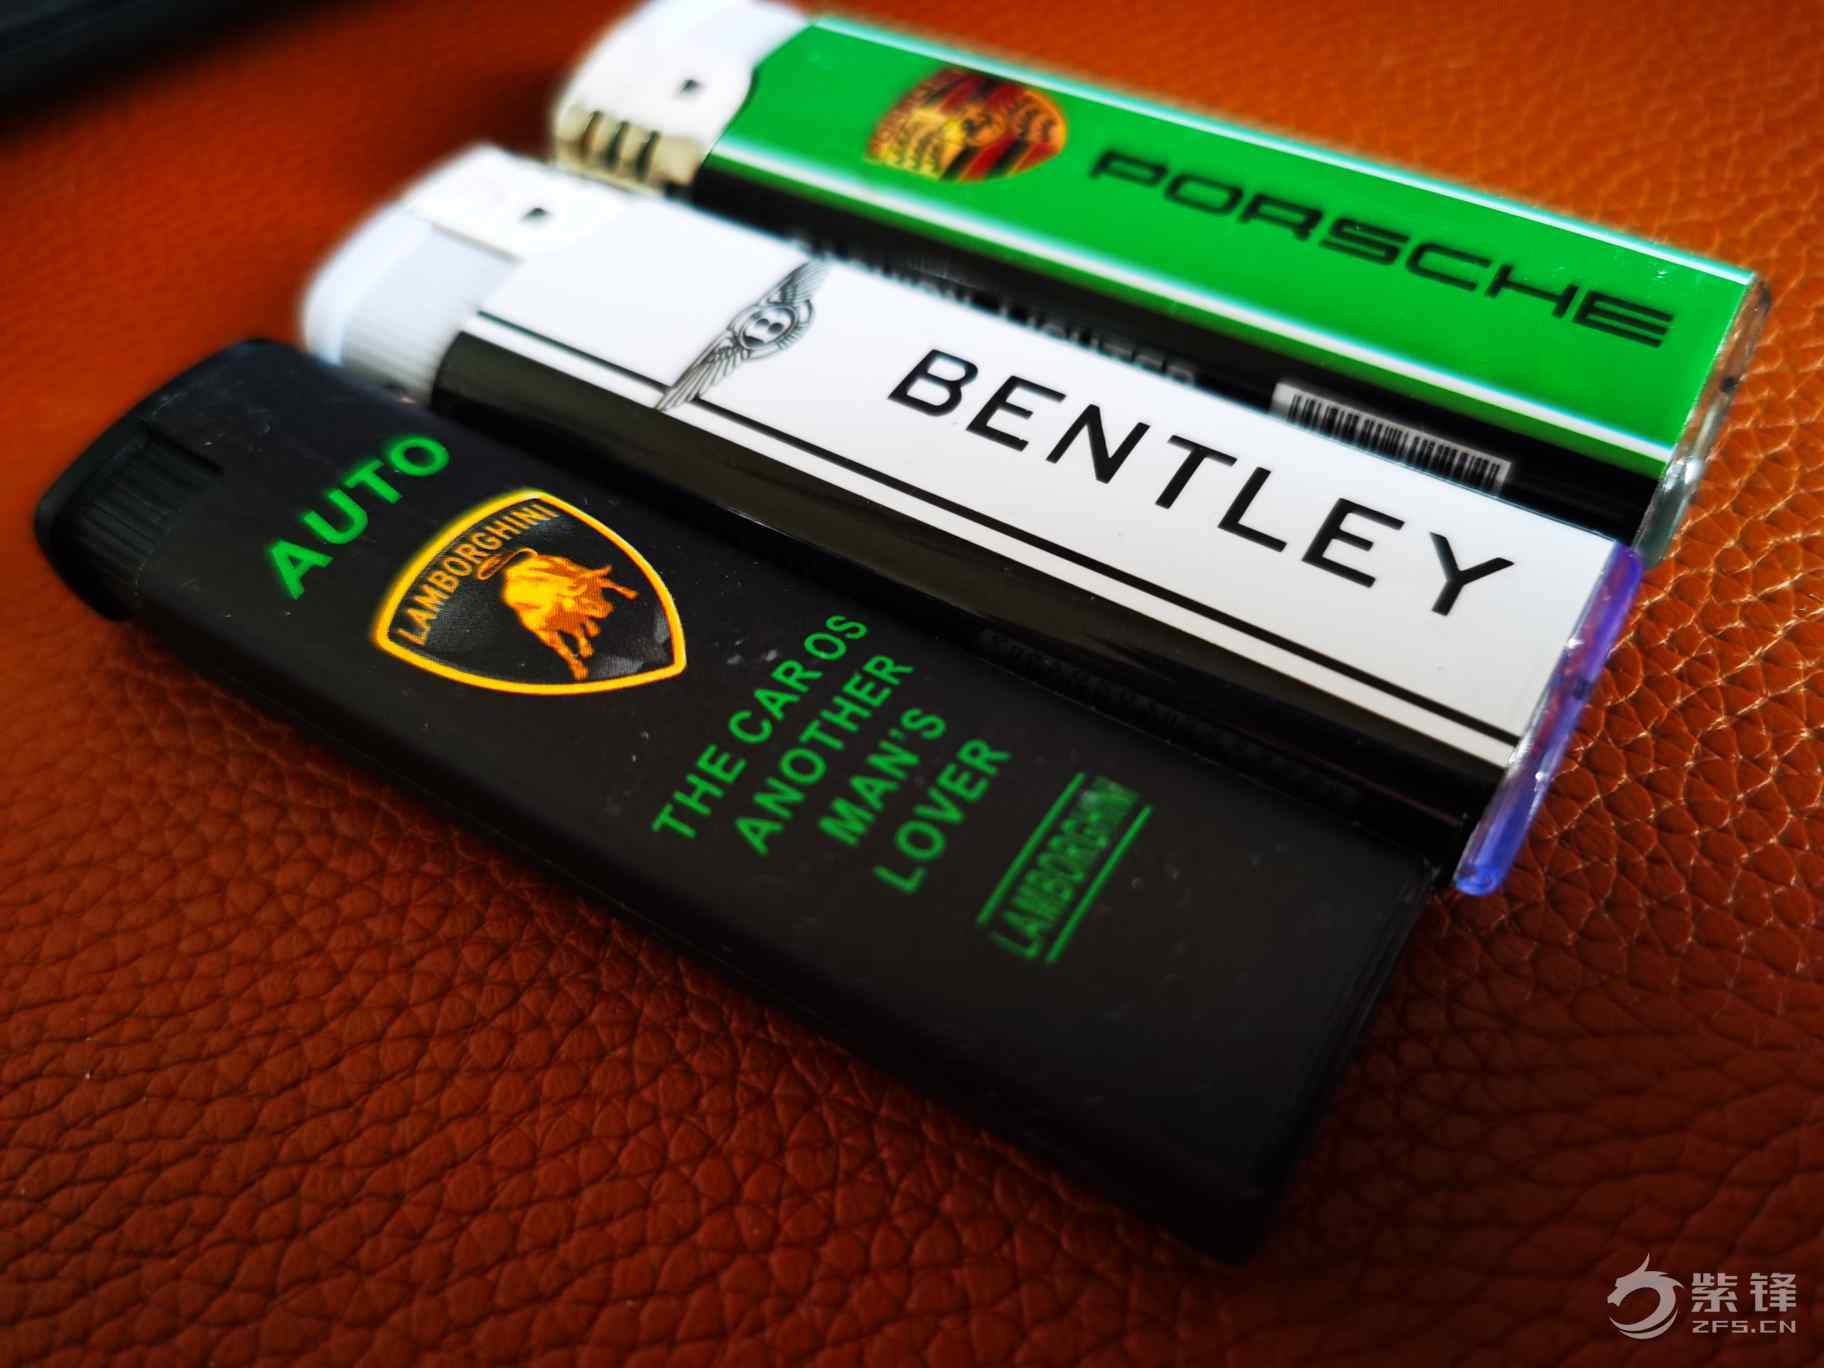 PORSCHE
B
BENTLEY
AUTO
LAMBORGHINI
THE CAR OS
ANOTHER
MAN'S
LOVER
LAMBORGHINI
紫锋
ZFS.CN